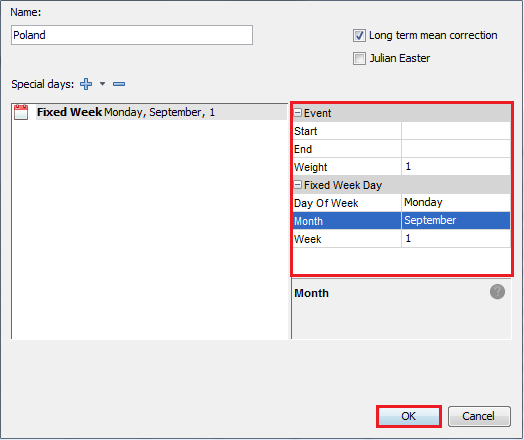 Name:
Poland
Long term mean correction
Julian Easter
Special days:
Fixed Week Monday, September, 1
Event
Start
End
Weight 1
Fixed Week Day
Day Of Week Monday
Month September
Week 1
Month
?
OK Cancel